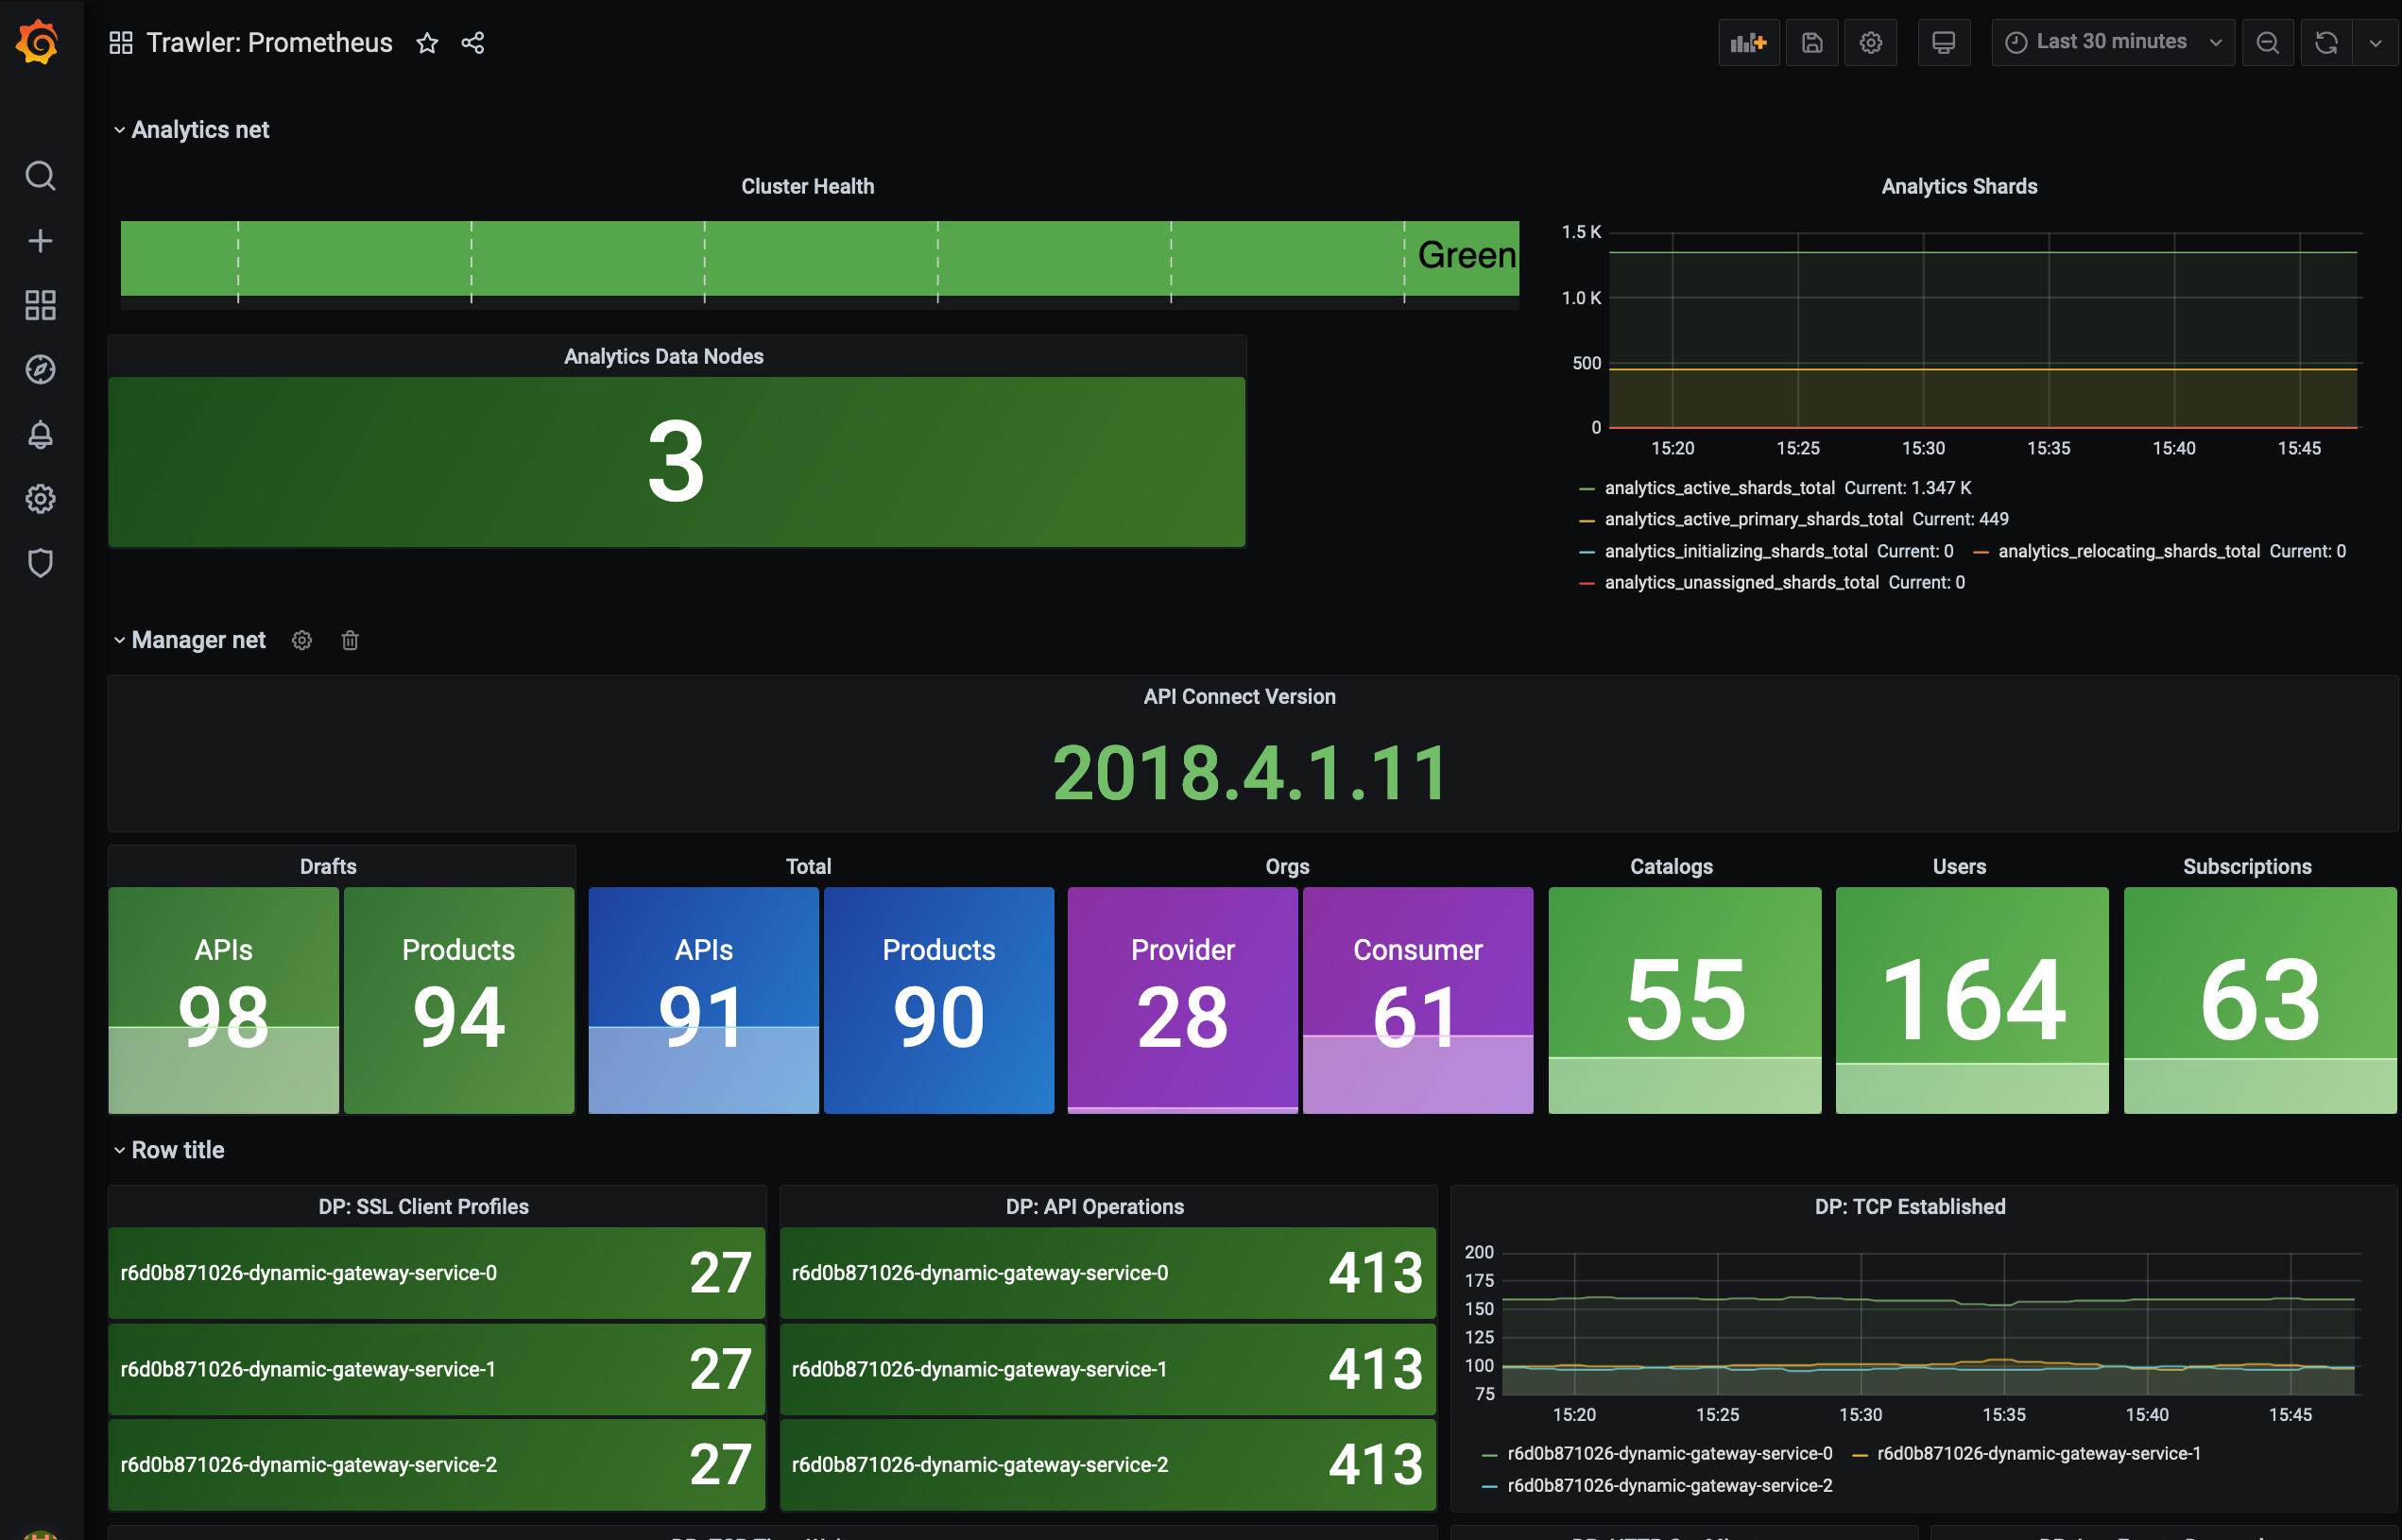 Trawler: Prometheus
Last 30 minutes
Analytics net
Cluster Health
Green
Analytics Shards
1.5 K
1.0 K
500
0
15:20 15:25 15:30 15:35 15:40 15:45
analytics_active_shards_total Current: 1.347 K
analytics_active_primary_shards_total Current: 449
analytics_initializing_shards_total Current: 0 analytics_relocating_shards_total Current: 0
analytics_unassigned_shards_total Current: 0
Analytics Data Nodes
3
Manager net
API Connect Version
2018.4.1.11
Drafts
APIs
98
Products
94
Total
APIs
91
Products
90
Orgs
Provider
28
Consumer
61
Catalogs
55
Users
164
Subscriptions
63
Row title
DP: SSL Client Profiles
r6d0b871026-dynamic-gateway-service-0 27
r6d0b871026-dynamic-gateway-service-1 27
r6d0b871026-dynamic-gateway-service-2 27
DP: API Operations
r6d0b871026-dynamic-gateway-service-0 413
r6d0b871026-dynamic-gateway-service-1 413
r6d0b871026-dynamic-gateway-service-2 413
DP: TCP Established
200
175
150
125
100
75
15:20 15:25 15:30 15:35 15:40 15:45
r6d0b871026-dynamic-gateway-service-0 r6d0b871026-dynamic-gateway-service-1
r6d0b871026-dynamic-gateway-service-2